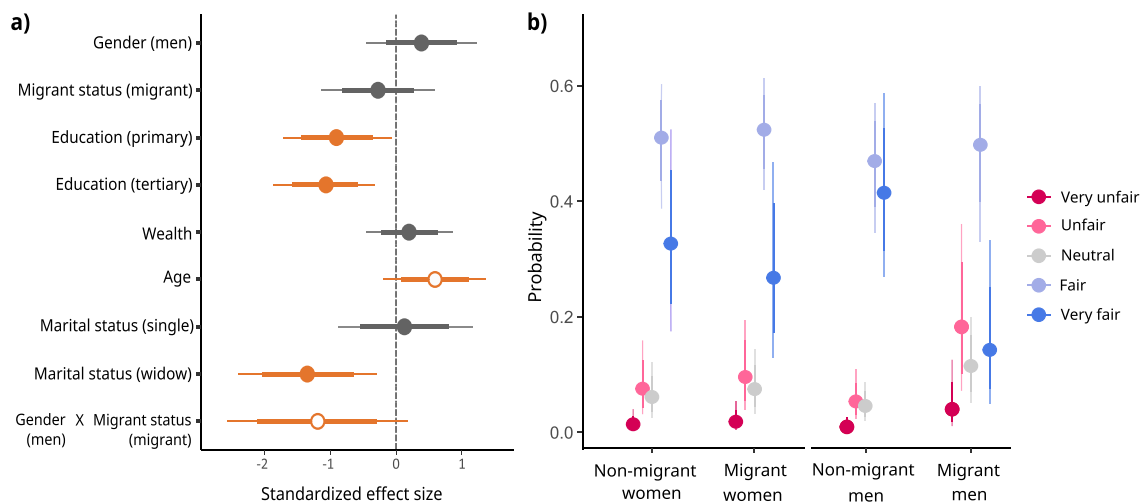 a)
Gender (men)
Migrant status (migrant)
Education (primary)
Education (tertiary)
Wealth
Age
Marital status (single)
Marital status (widow)
Gender X Migrant status
(men) (migrant)
-2 -1 0 1
Standardized effect size
b)
Probability
0.6
0.4
0.2
0.0
Non-migrant Migrant Non-migrant Migrant
women women men men
Very unfair
Unfair
Neutral
Fair
Very fair